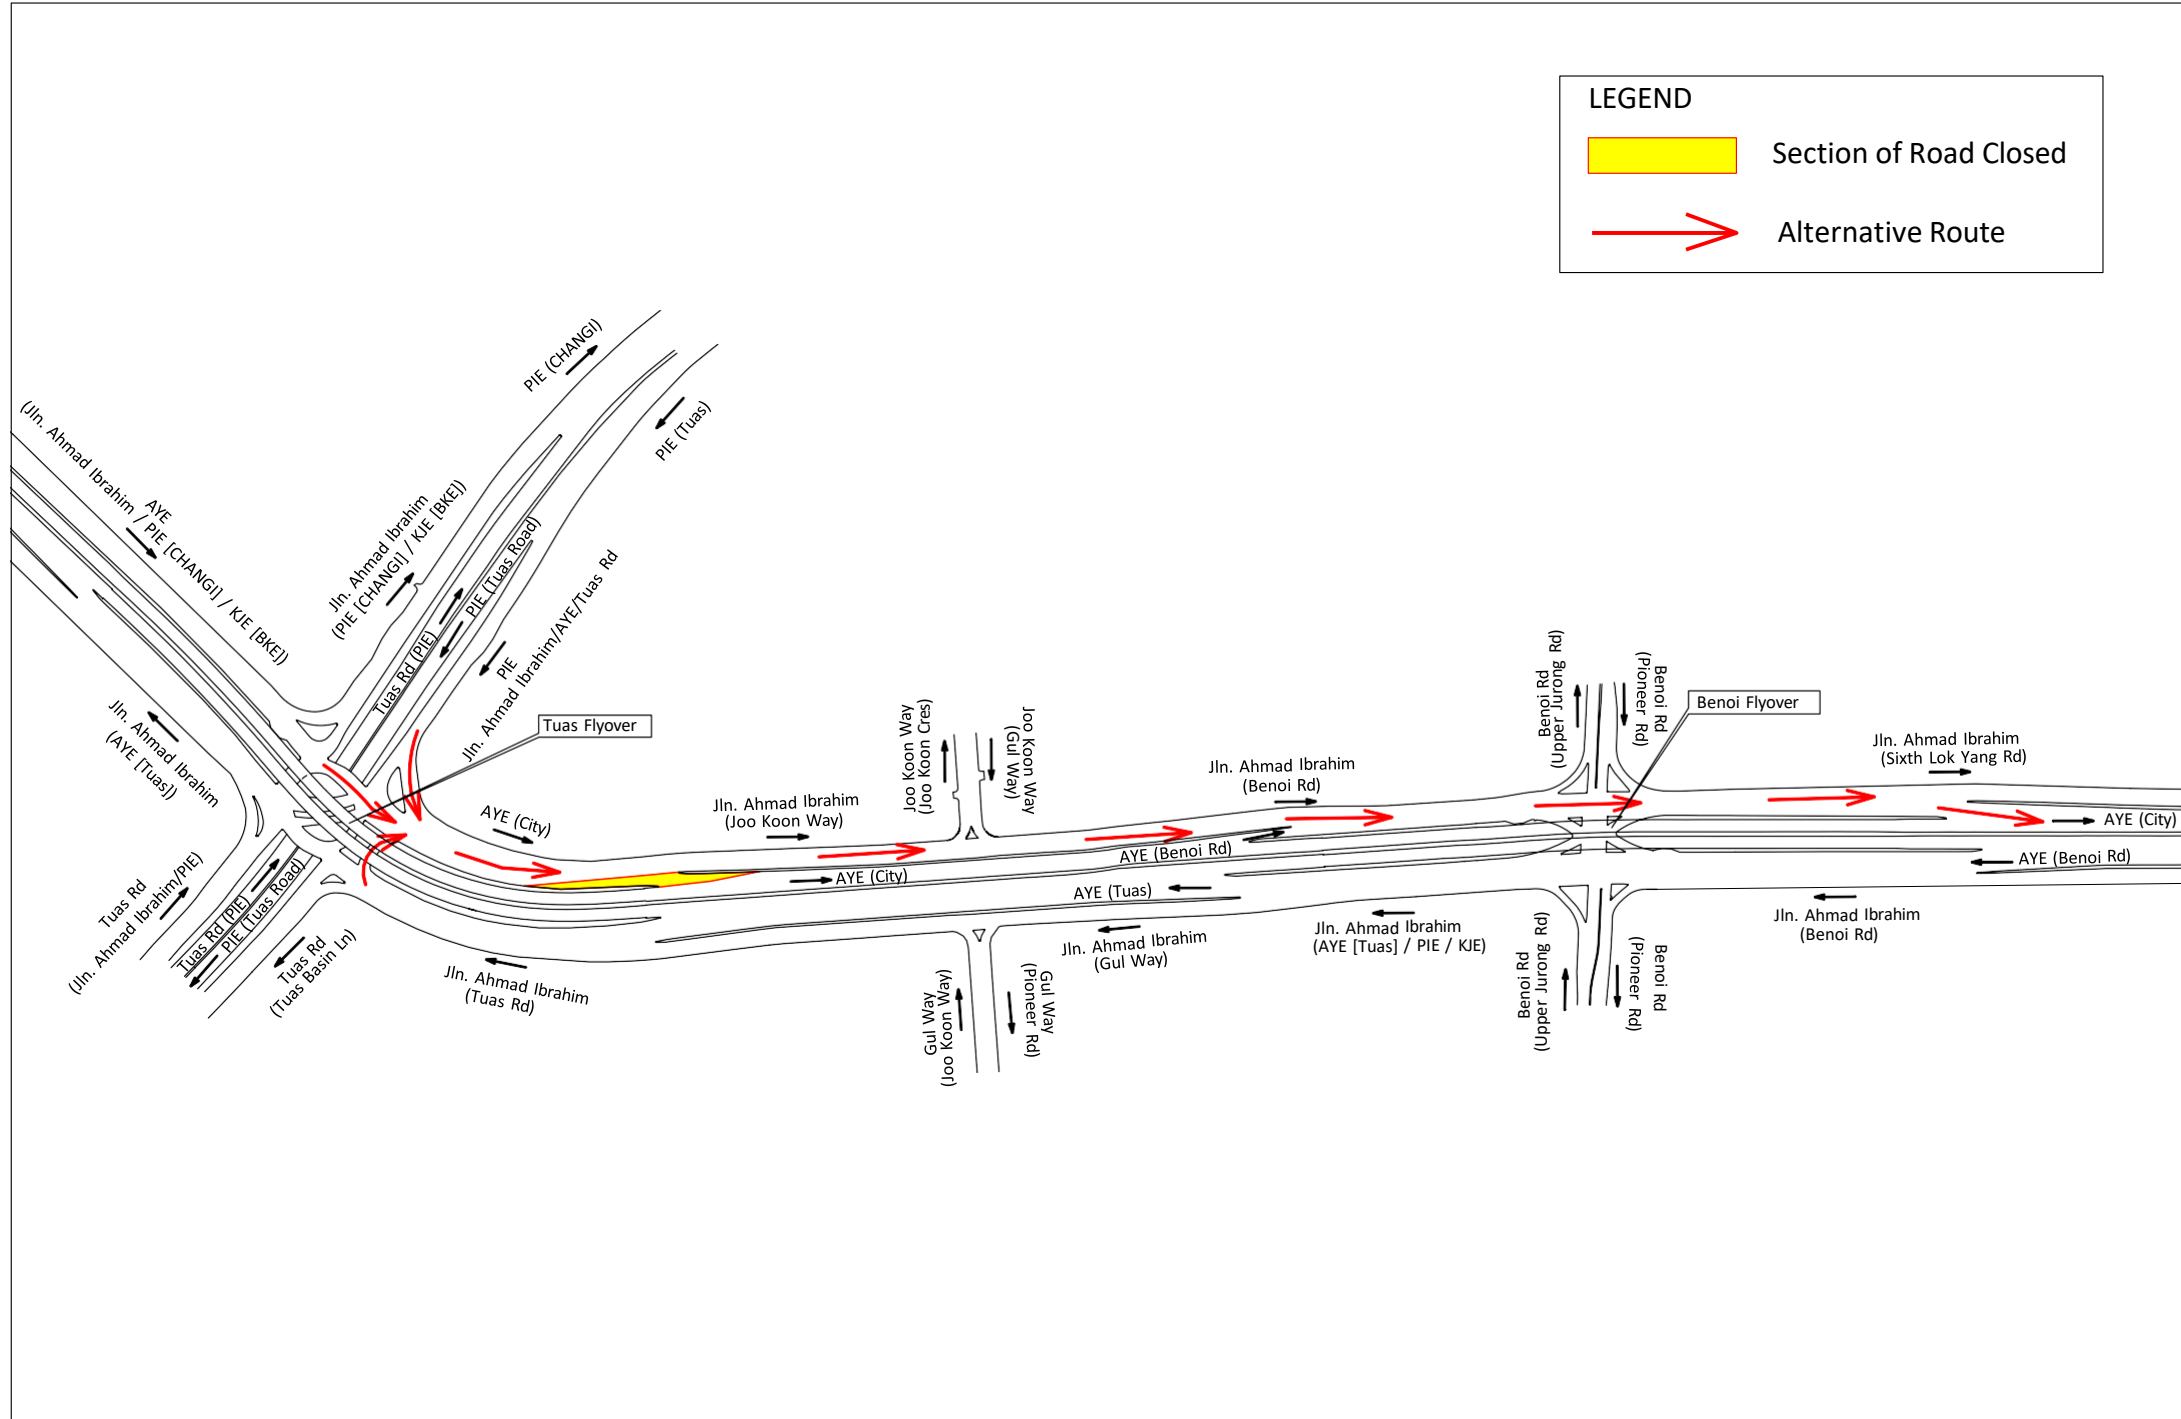 LEGEND
Section of Road Closed
Alternative Route
PIE (CHANGI)
PIE (Tuas)
AYE
(Jln. Ahmad Ibrahim / PIE [CHANGI] / KJE [BKE])
Jln. Ahmad Ibrahim
(PIE [CHANGI] / KJE [BKE])
Tuas Rd (PIE)
PIE (Tuas Road)
PIE
Jln. Ahmad Ibrahim/AYE/Tuas Rd
Tuas Flyover
Jln. Ahmad Ibrahim
(AYE [Tuas])
Tuas Rd
(Jln. Ahmad Ibrahim/PIE)
Tuas Rd (PIE)
PIE (Tuas Road)
Tuas Rd
(Tuas Basin Ln)
AYE (City)
Jln. Ahmad Ibrahim
(Tuas Rd)
Jln. Ahmad Ibrahim
(Joo Koon Way)
AYE (City)
Joo Koon Way
(Joo Koon Cres)
Joo Koon Way
(Gul Way)
AYE (Benoi Rd)
AYE (Tuas)
Jln. Ahmad Ibrahim
(Gul Way)
Gul Way
(Joo Koon Way)
Gul Way
(Pioneer Rd)
Jln. Ahmad Ibrahim
(Benoi Rd)
Jln. Ahmad Ibrahim
(AYE [Tuas] / PIE / KJE)
Benoi Rd
(Upper Jurong Rd)
Benoi Rd
(Pioneer Rd)
Benoi Flyover
Benoi Rd
(Upper Jurong Rd)
Benoi Rd
(Pioneer Rd)
Jln. Ahmad Ibrahim
(Sixth Lok Yang Rd)
AYE (City)
AYE (Benoi Rd)
Jln. Ahmad Ibrahim
(Benoi Rd)